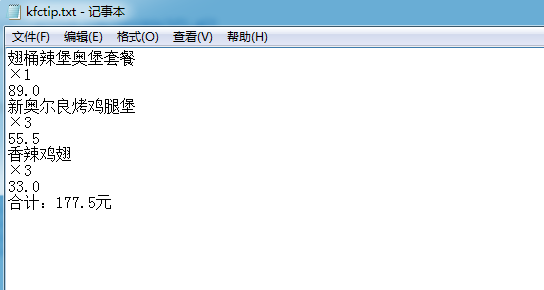 kfctip.txt - 记事本
文件(F) 编辑(E) 格式(O) 查看(V) 帮助(H)
翅桶辣堡奥堡套餐
×1
89.0
新奥尔良烤鸡腿堡
×3
55.5
香辣鸡翅
×3
33.0
合计：177.5元